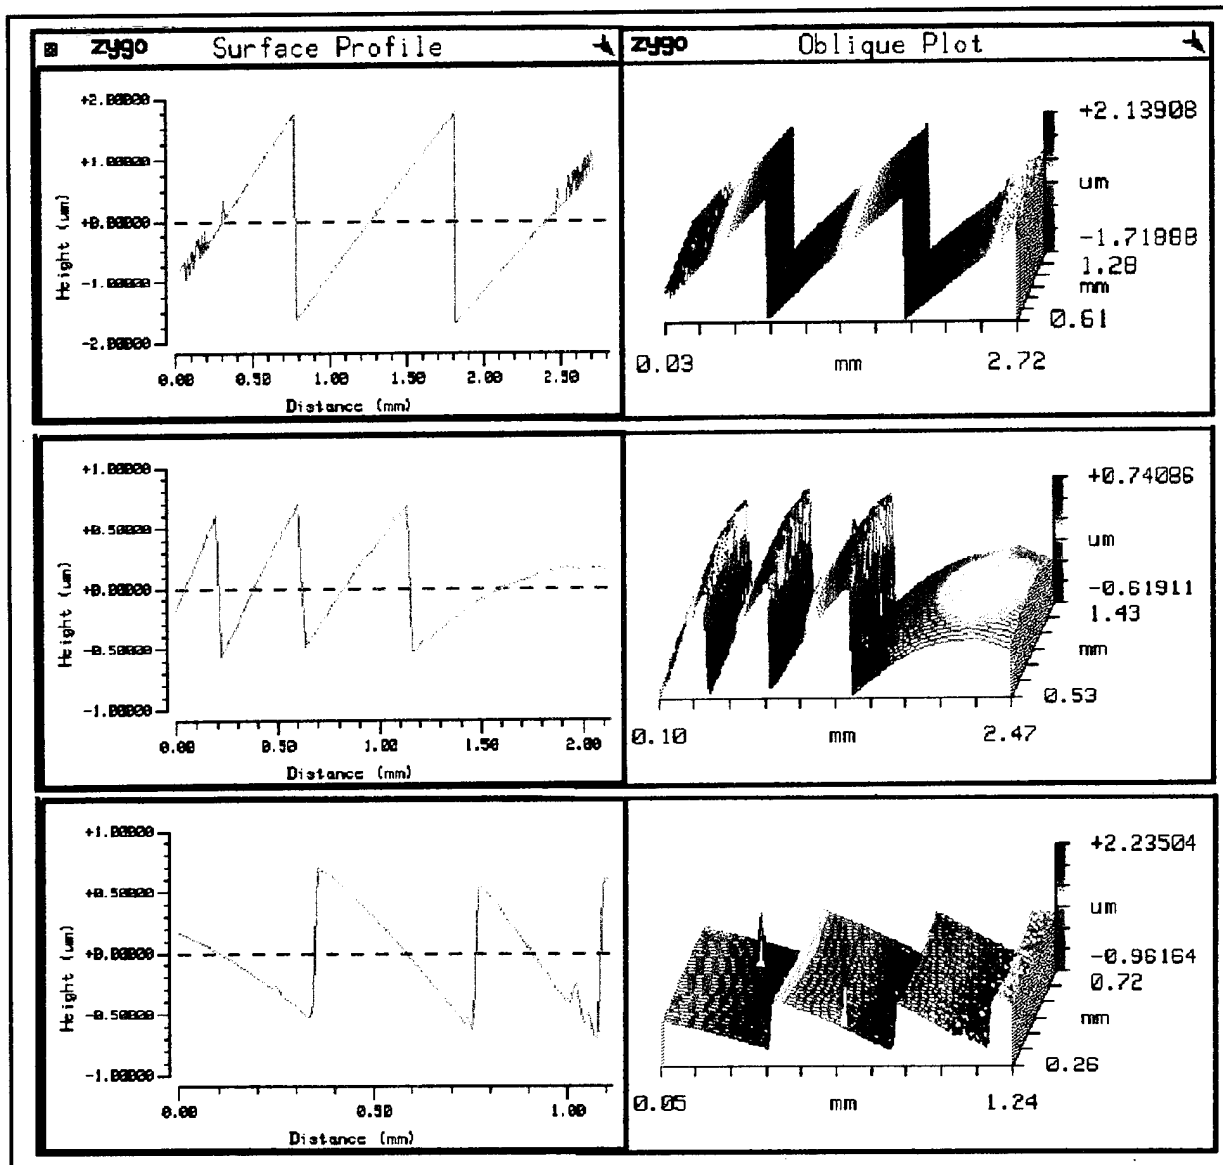 zygo Surface Profile
zygo Oblique Plot
+2.00000
+1.00000
+0.00000
-1.00000
-2.00000
Height (um)
0.00 0.50 1.00 1.50 2.00 2.50
Distance (mm)
+2.13908
um
-1.71988
1.28
mm
0.61
0.03 mm 2.72
+1.00000
+0.50000
+0.00000
-0.50000
-1.00000
Height (um)
0.00 0.50 1.00 1.50 2.00
Distance (mm)
+0.74086
um
-0.61911
1.43
mm
0.53
0.10 mm 2.47
+1.00000
+0.50000
+0.00000
-0.50000
-1.00000
Height (um)
0.00 0.50 1.00
Distance (mm)
+2.23504
um
-0.96164
0.72
mm
0.26
0.05 mm 1.24